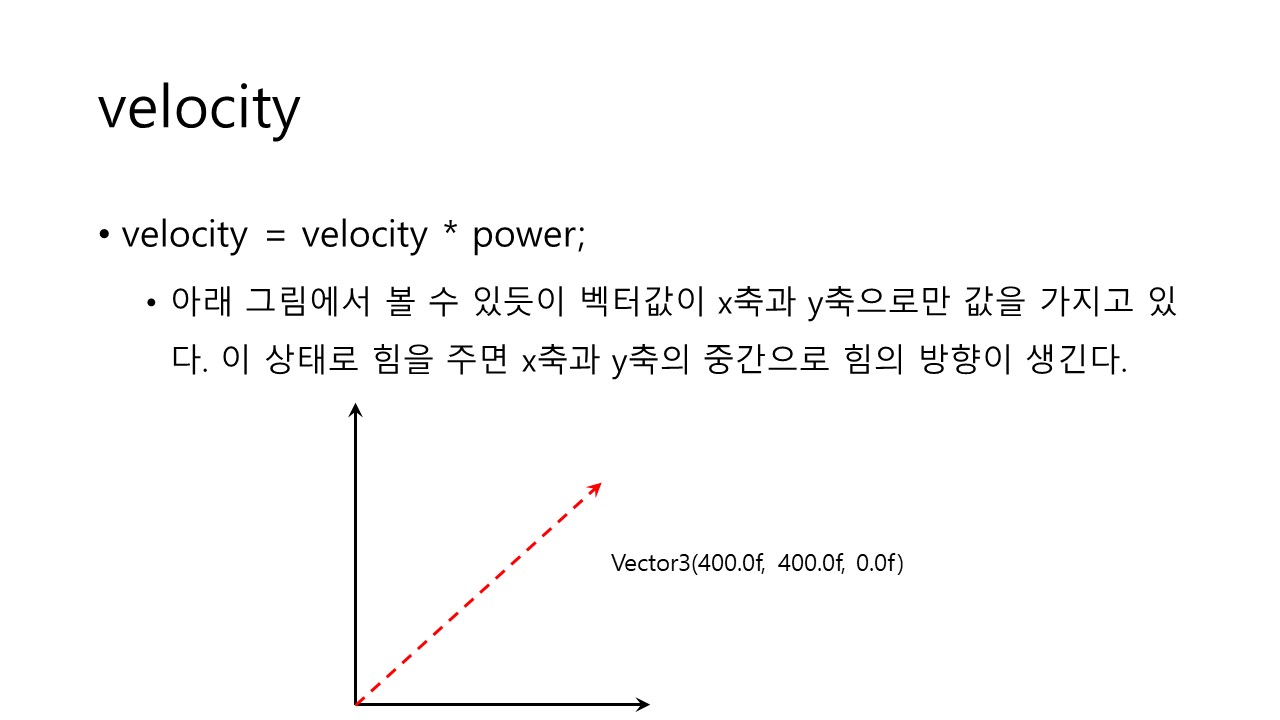 velocity
• velocity = velocity * power;
• 아래 그림에서 볼 수 있듯이 벡터값이 x축과 y축으로만 값을 가지고 있
다. 이 상태로 힘을 주면 x축과 y축의 중간으로 힘의 방향이 생긴다.
Vector3(400.0f, 400.0f, 0.0f)